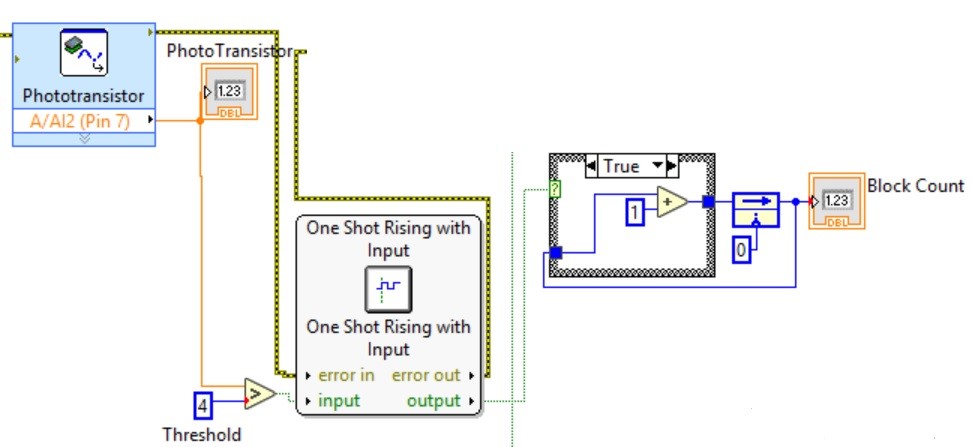 PhotoTransistor
1.23
DBL
Phototransistor
A/AI2 (Pin 7)
True
?
1
+
0
1.23
DBL
Block Count
One Shot Rising with
Input
One Shot Rising with
Input
error in error out
input output
>
4
Threshold